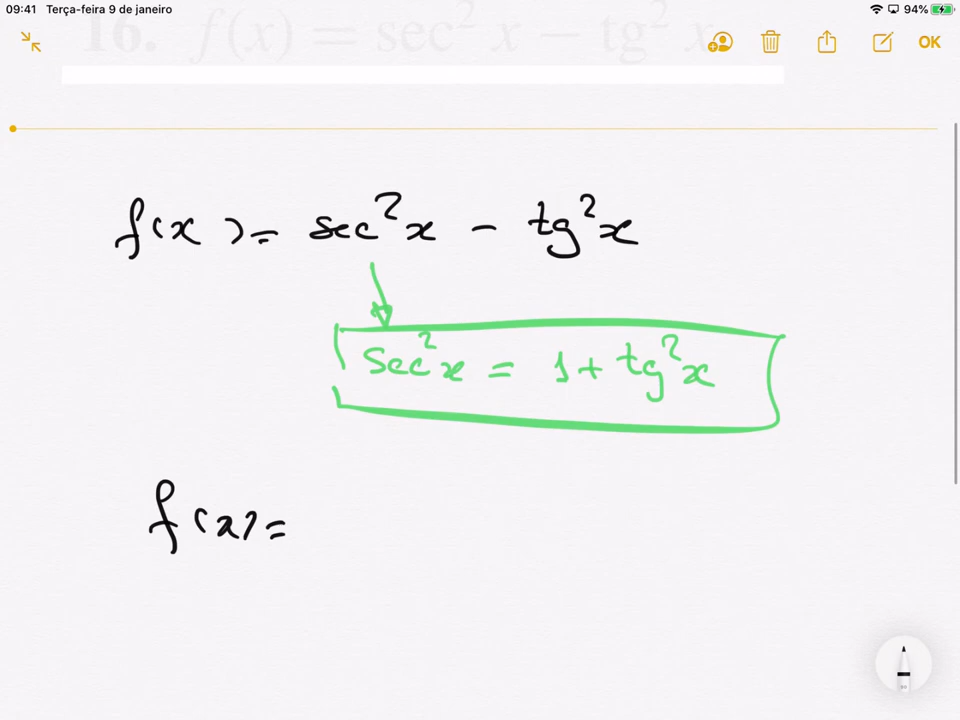 09:41 Terça-feira 9 de janeiro 94%
16. f(x) = sec² x − tg² x
OK
f(x) = sec²x − tg²x
sec²x = 1 + tg²x
f(x) =